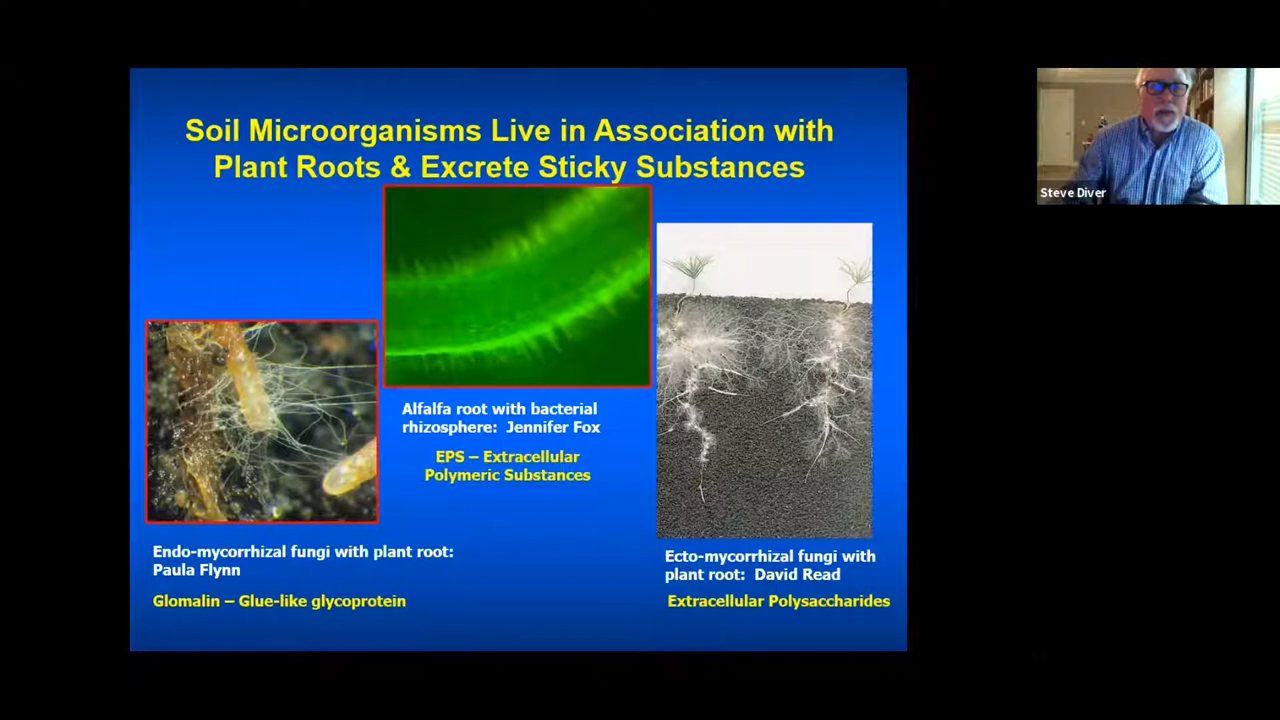 Soil Microorganisms Live in Association with
Plant Roots & Excrete Sticky Substances
Steve Diver
Alfalfa root with bacterial
rhizosphere: Jennifer Fox
EPS – Extracellular
Polymeric Substances
Endo-mycorrhizal fungi with plant root:
Paula Flynn
Glomalin – Glue-like glycoprotein
Ecto-mycorrhizal fungi with
plant root: David Read
Extracellular Polysaccharides